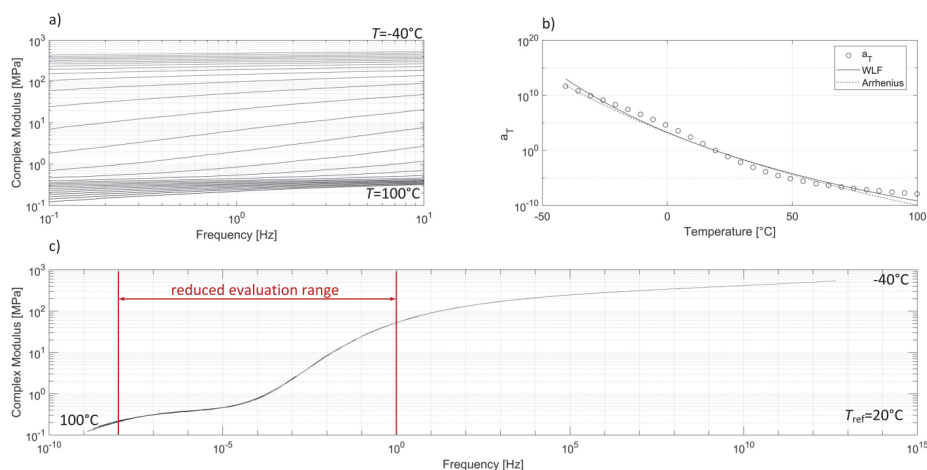 a)
T=-40°C
10^3
10^2
10^1
10^0
10^-1
Complex Modulus [MPa]
T=100°C
10^-1
10^0
10^1
Frequency [Hz]
b)
10^20
10^10
10^0
10^-10
a_T
a_T
WLF
Arrhenius
-50
0
50
100
Temperature [°C]
c)
10^3
10^2
10^1
10^0
10^-1
Complex Modulus [MPa]
reduced evaluation range
-40°C
100°C
T_ref=20°C
10^-10
10^-5
10^0
10^5
10^10
10^15
Frequency [Hz]